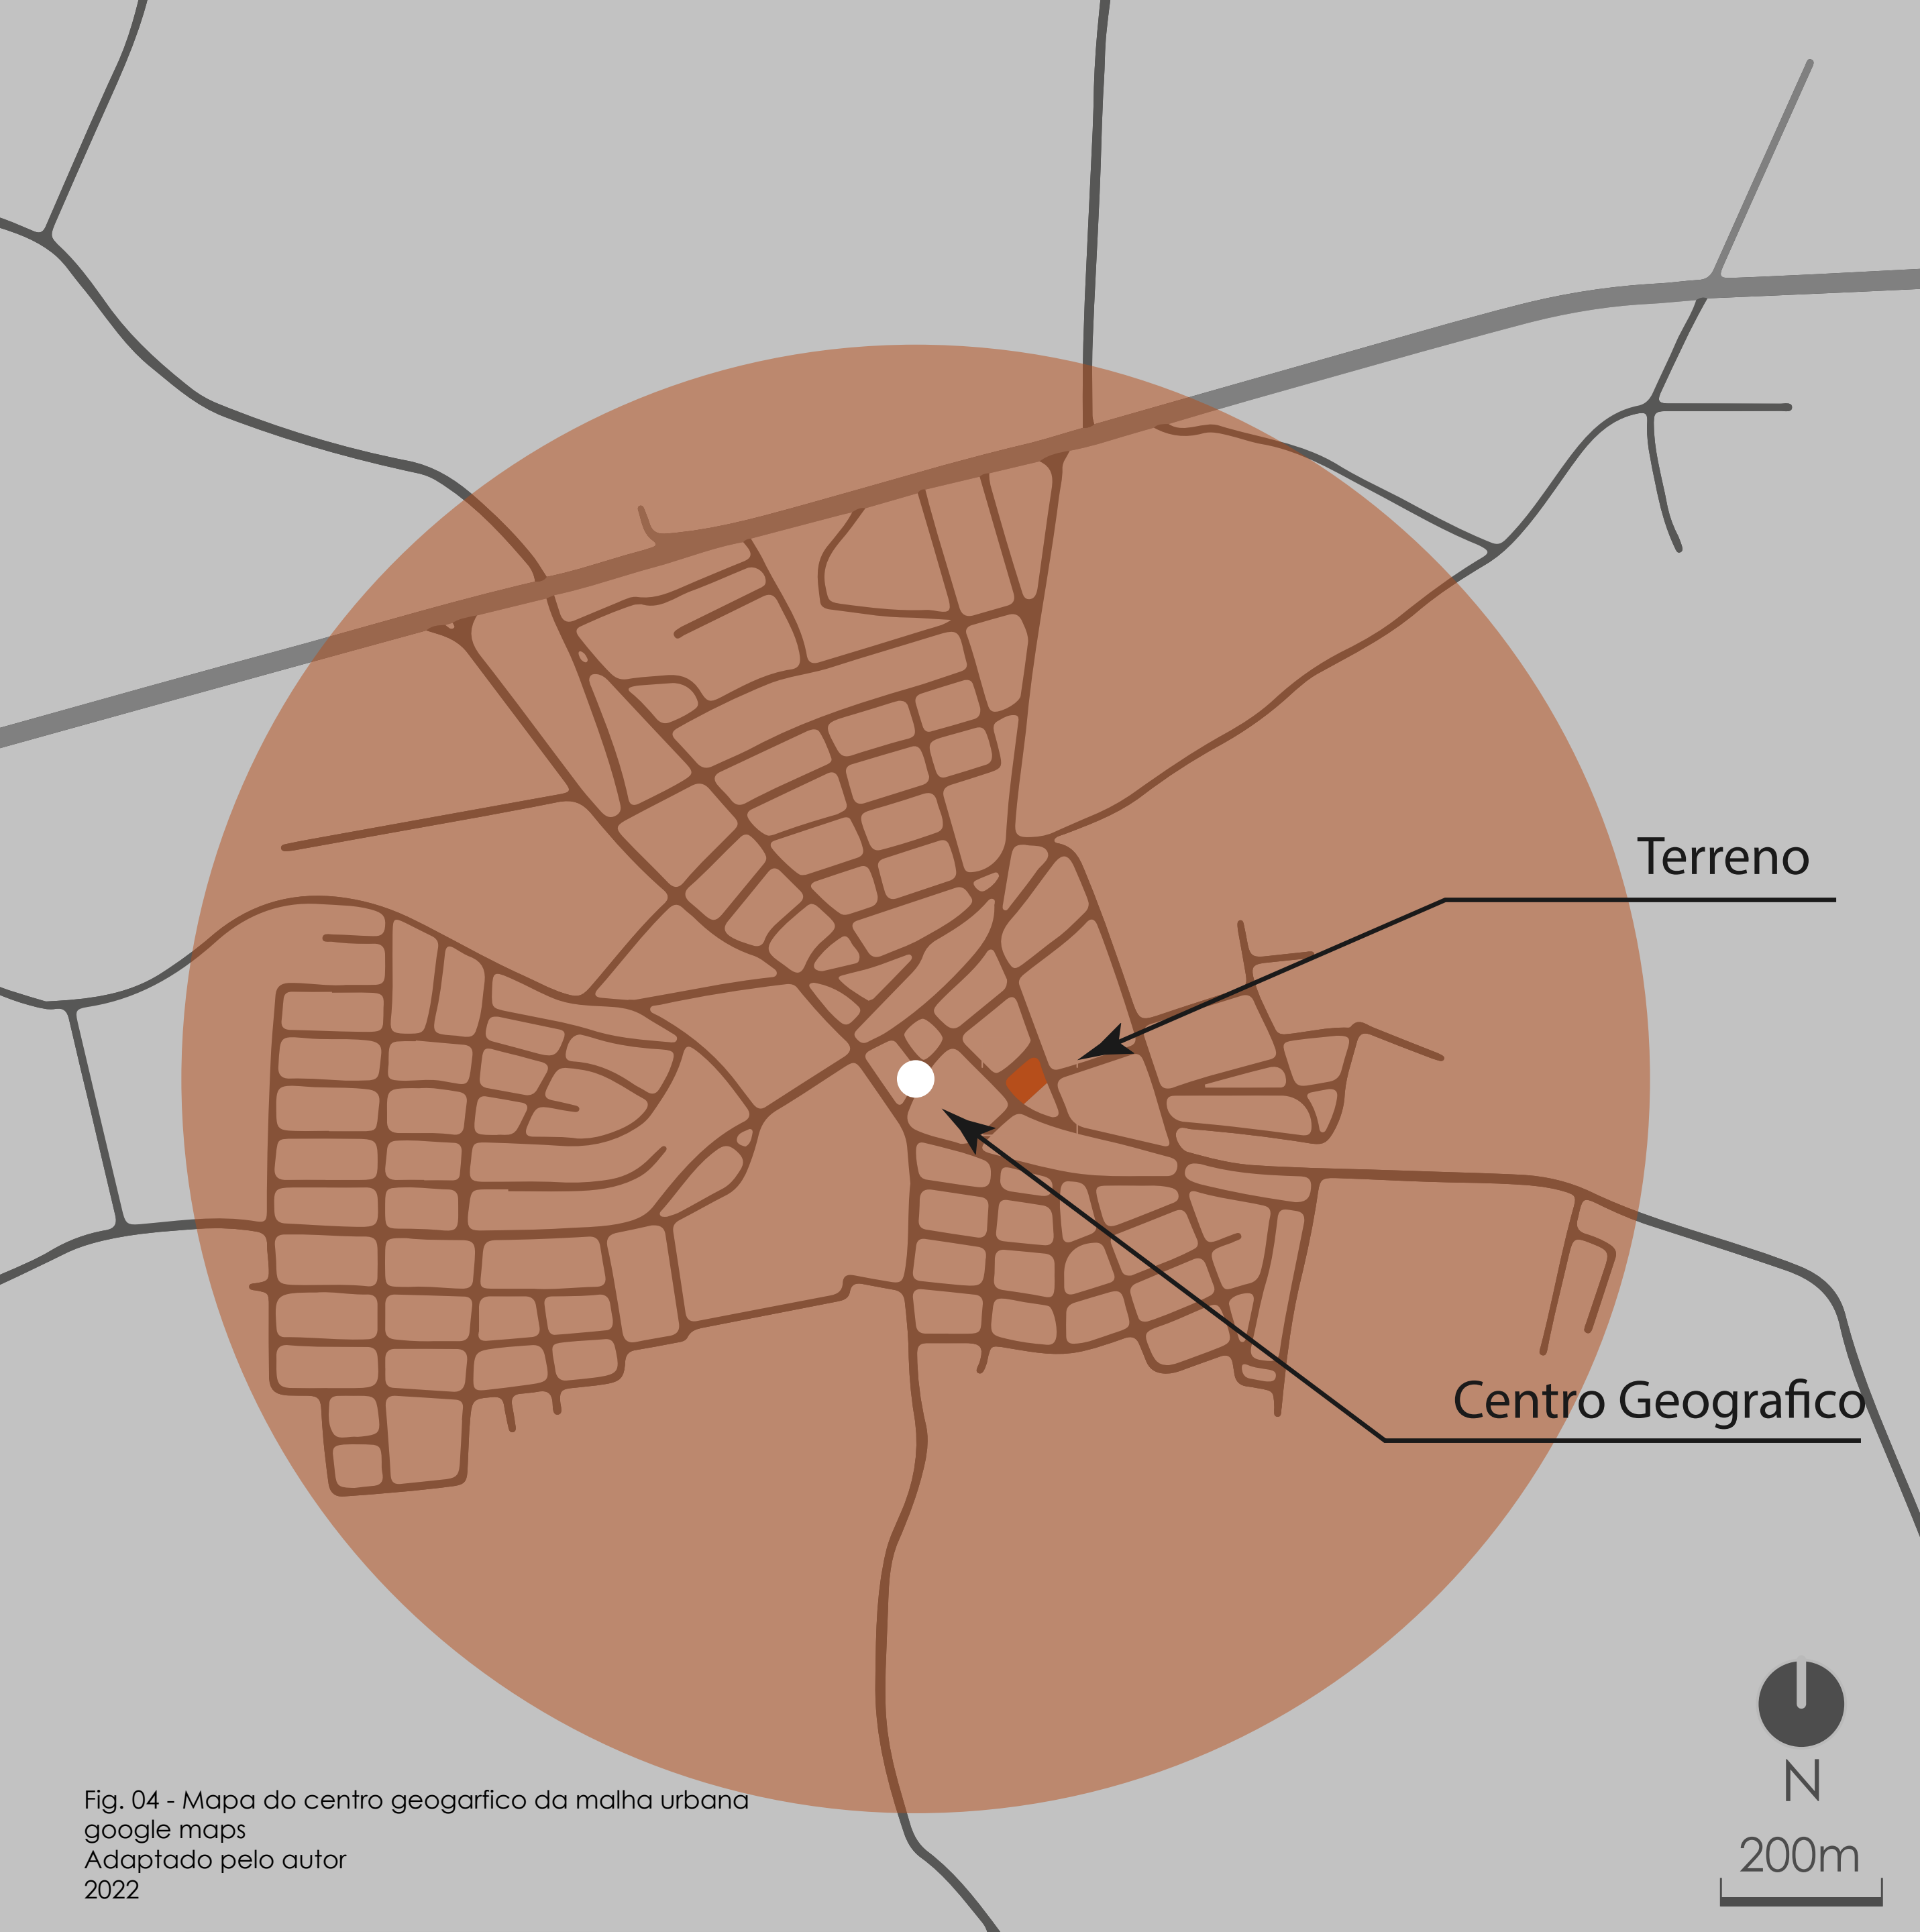 Terreno
Centro Geografico
Fig. 04 - Mapa do centro geogarfico da malha urbana
google maps
Adaptado pelo autor
2022
N
200m